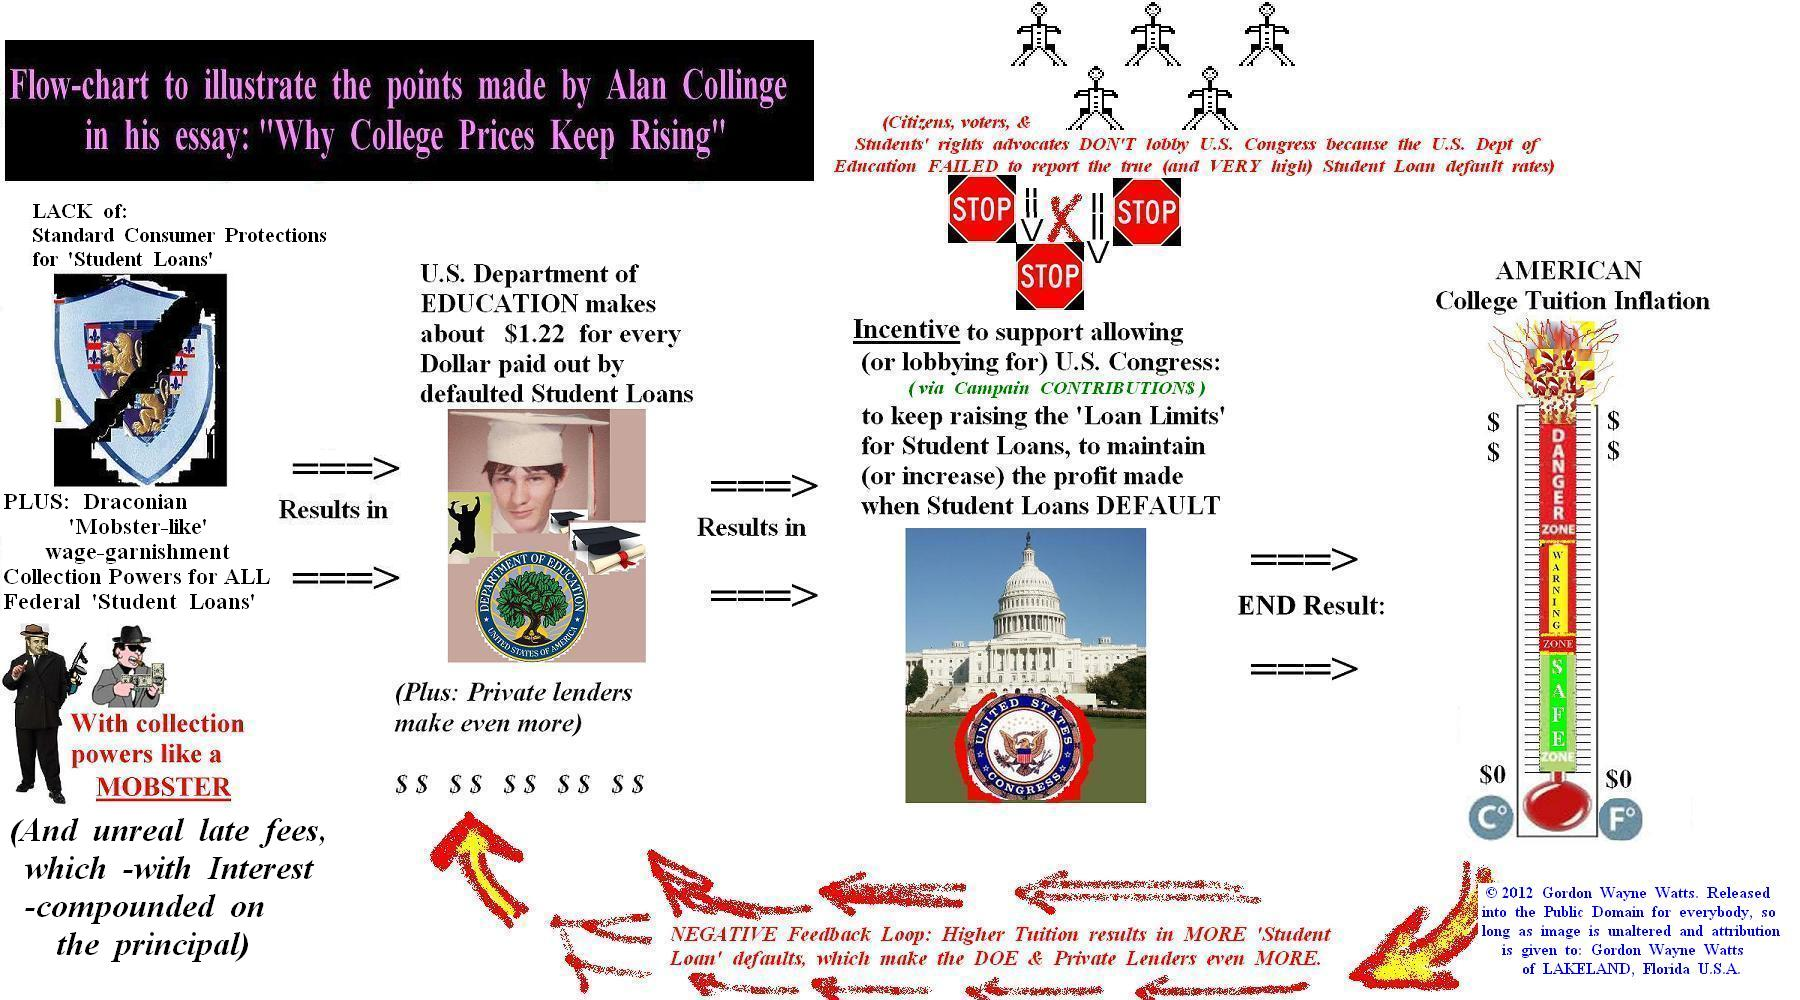 Flow-chart to illustrate the points made by Alan Collinge
in his essay: "Why College Prices Keep Rising"
(Citizens, voters, &
Students' rights advocates DON'T lobby U.S. Congress because the U.S. Dept of
Education FAILED to report the true (and VERY high) Student Loan default rates)
STOP
X
STOP
STOP
LACK of:
Standard Consumer Protections
for 'Student Loans'
PLUS: Draconian
'Mobster-like'
wage-garnishment
Collection Powers for ALL
Federal 'Student Loans'
With collection
powers like a
MOBSTER
(And unreal late fees,
which -with Interest
-compounded on
the principal)
===>
Results in
===>
U.S. Department of
EDUCATION makes
about $1.22 for every
Dollar paid out by
defaulted Student Loans
DEPARTMENT OF EDUCATION
UNITED STATES OF AMERICA
(Plus: Private lenders
make even more)
$ $ $ $ $ $ $ $ $ $
===>
Results in
===>
Incentive to support allowing
(or lobbying for) U.S. Congress:
(via Campain CONTRIBUTION$)
to keep raising the 'Loan Limits'
for Student Loans, to maintain
(or increase) the profit made
when Student Loans DEFAULT
UNITED STATES
CONGRESS
===>
END Result:
===>
AMERICAN
College Tuition Inflation
$ $
$ $
DANGER
ZONE
WARNING
ZONE
SAFE
ZONE
$0 $0
C° F°
NEGATIVE Feedback Loop: Higher Tuition results in MORE 'Student
Loan' defaults, which make the DOE & Private Lenders even MORE.
© 2012 Gordon Wayne Watts. Released
into the Public Domain for everybody, so
long as image is unaltered and attribution
is given to: Gordon Wayne Watts
of LAKELAND, Florida U.S.A.